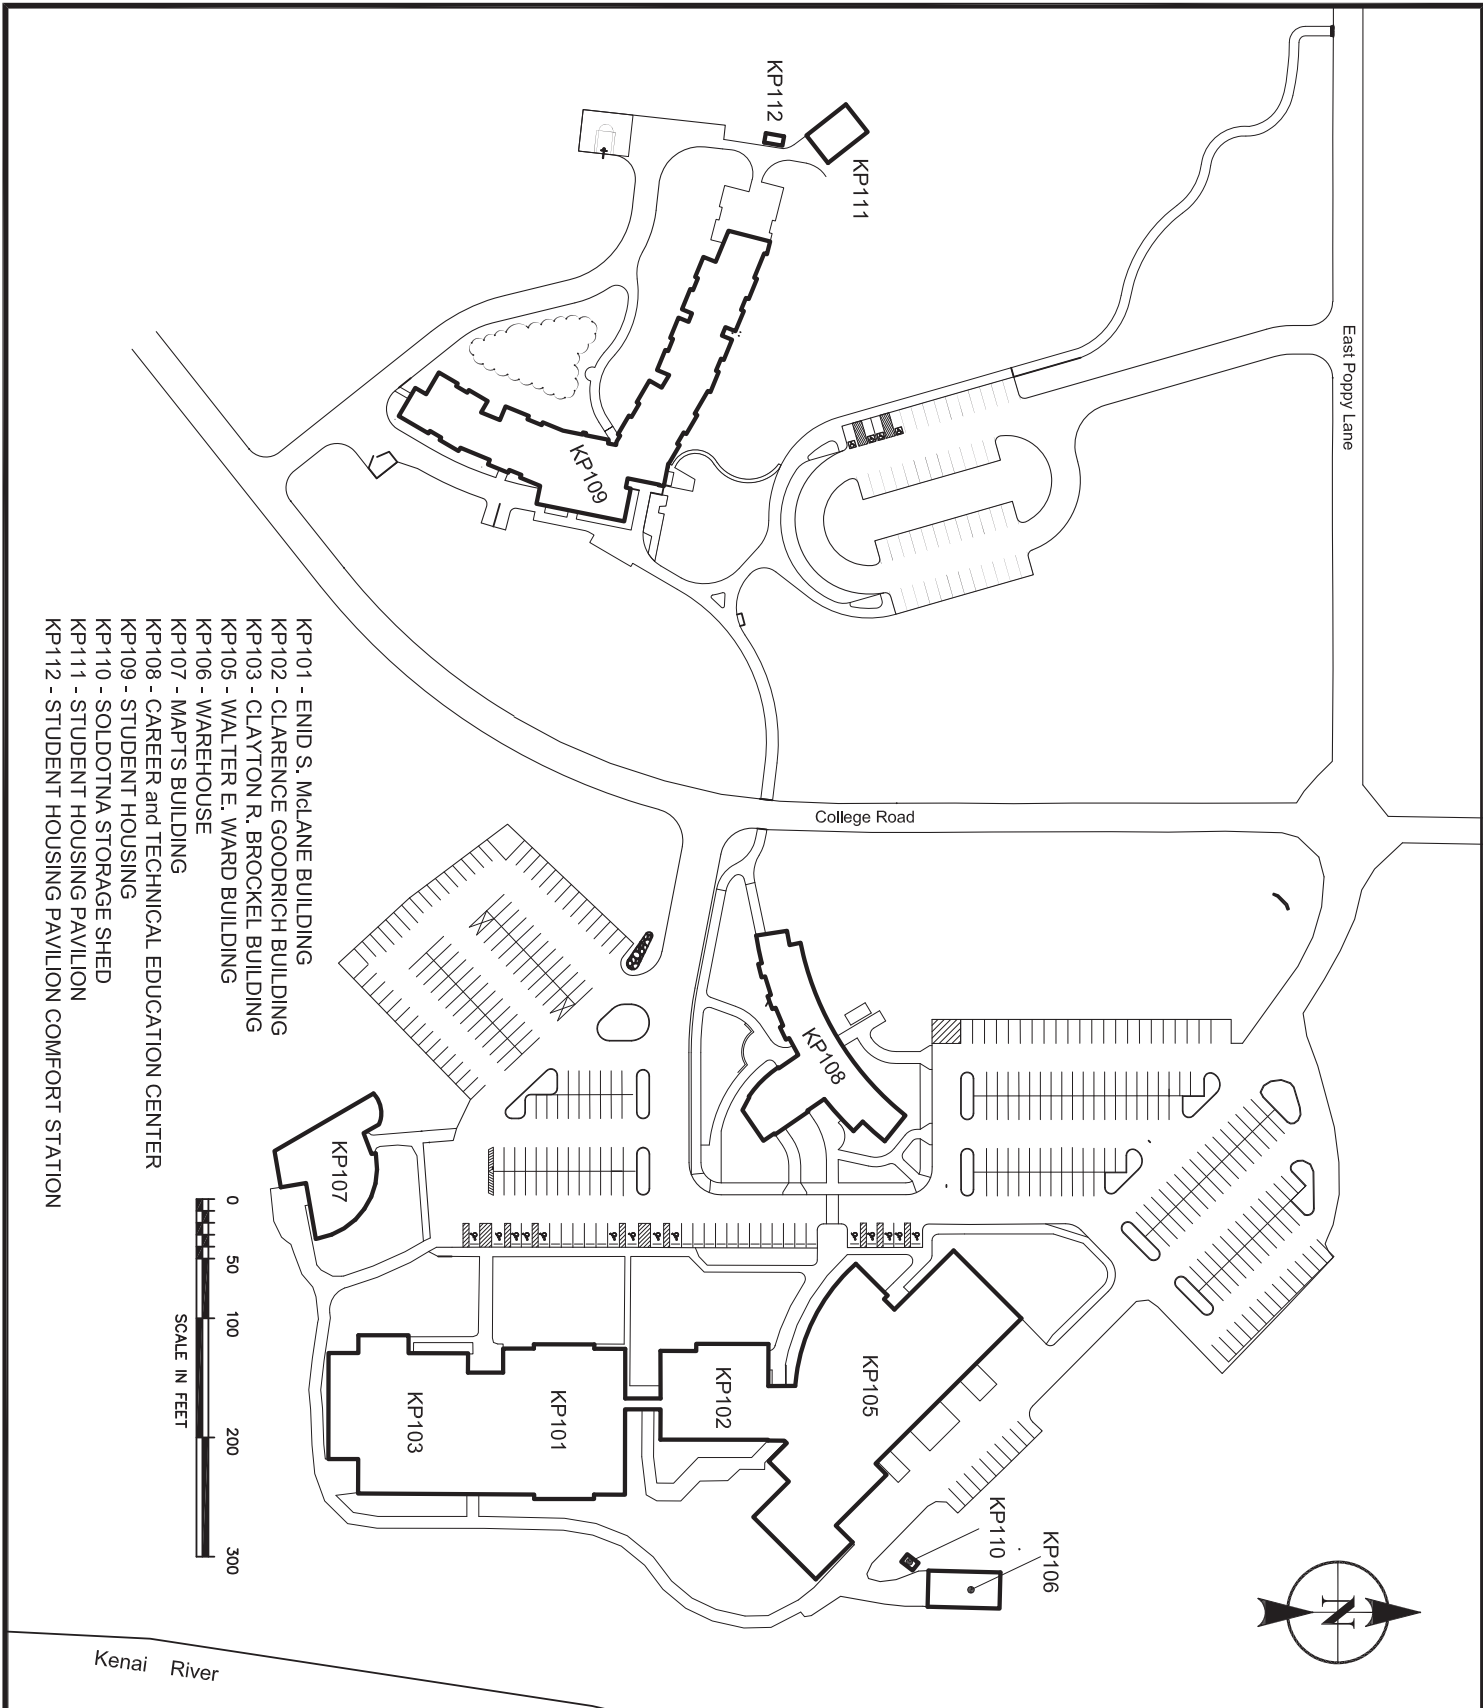 KP112
KP111
East Poppy Lane
KP109
College Road
KP108
KP107
KP105
KP102
KP101
KP103
KP110
KP106
KP101 - ENID S. McLANE BUILDING
KP102 - CLARENCE GOODRICH BUILDING
KP103 - CLAYTON R. BROCKEL BUILDING
KP105 - WALTER E. WARD BUILDING
KP106 - WAREHOUSE
KP107 - MAPTS BUILDING
KP108 - CAREER and TECHNICAL EDUCATION CENTER
KP109 - STUDENT HOUSING
KP110 - SOLDOTNA STORAGE SHED
KP111 - STUDENT HOUSING PAVILION
KP112 - STUDENT HOUSING PAVILION COMFORT STATION
0 50 100 200 300
SCALE IN FEET
N
Kenai River